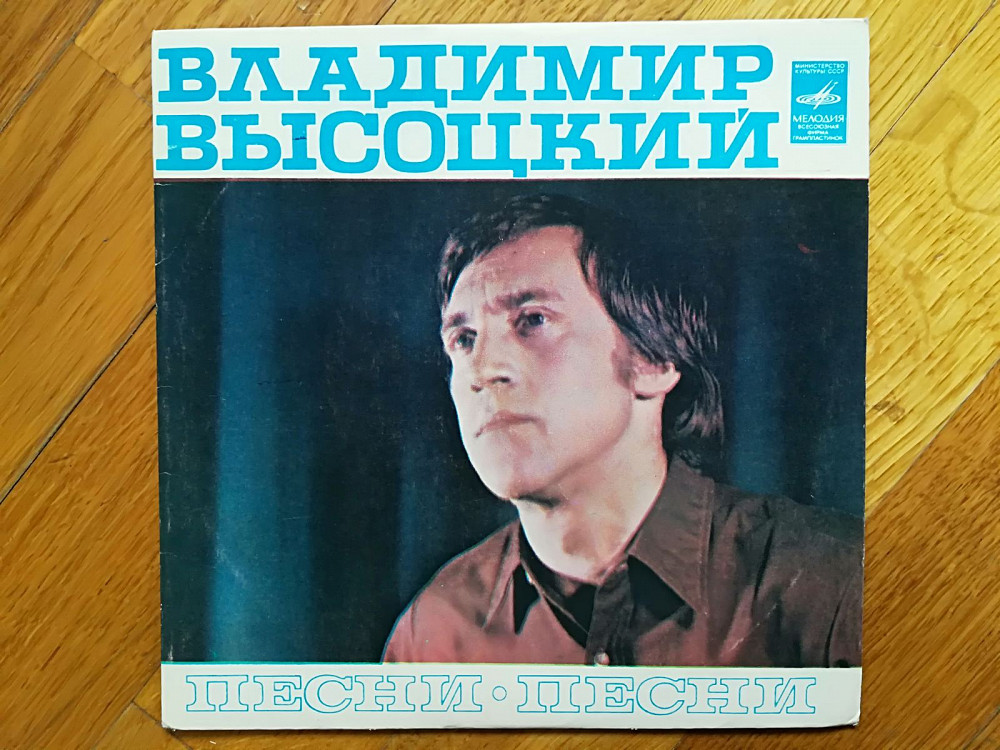 ВЛАДИМИР
ВЫСОЦКИЙ
МИНИСТЕРСТВО
КУЛЬТУРЫ СССР
МЕЛОДИЯ
ВСЕСОЮЗНАЯ
ФИРМА
ГРАМПЛАСТИНОК
ПЕСНИ • ПЕСНИ